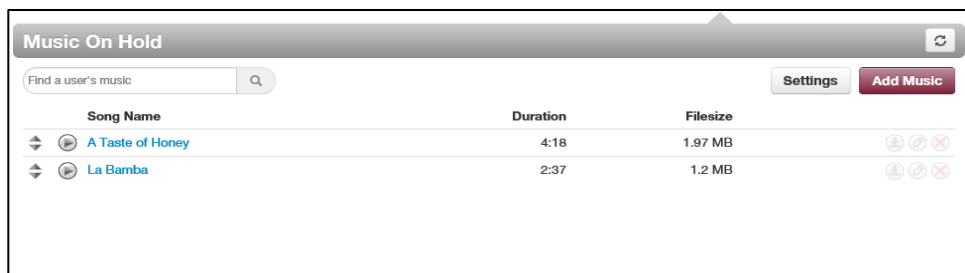 Music On Hold
Find a user's music Settings Add Music
Song Name Duration Filesize
A Taste of Honey 4:18 1.97 MB
La Bamba 2:37 1.2 MB